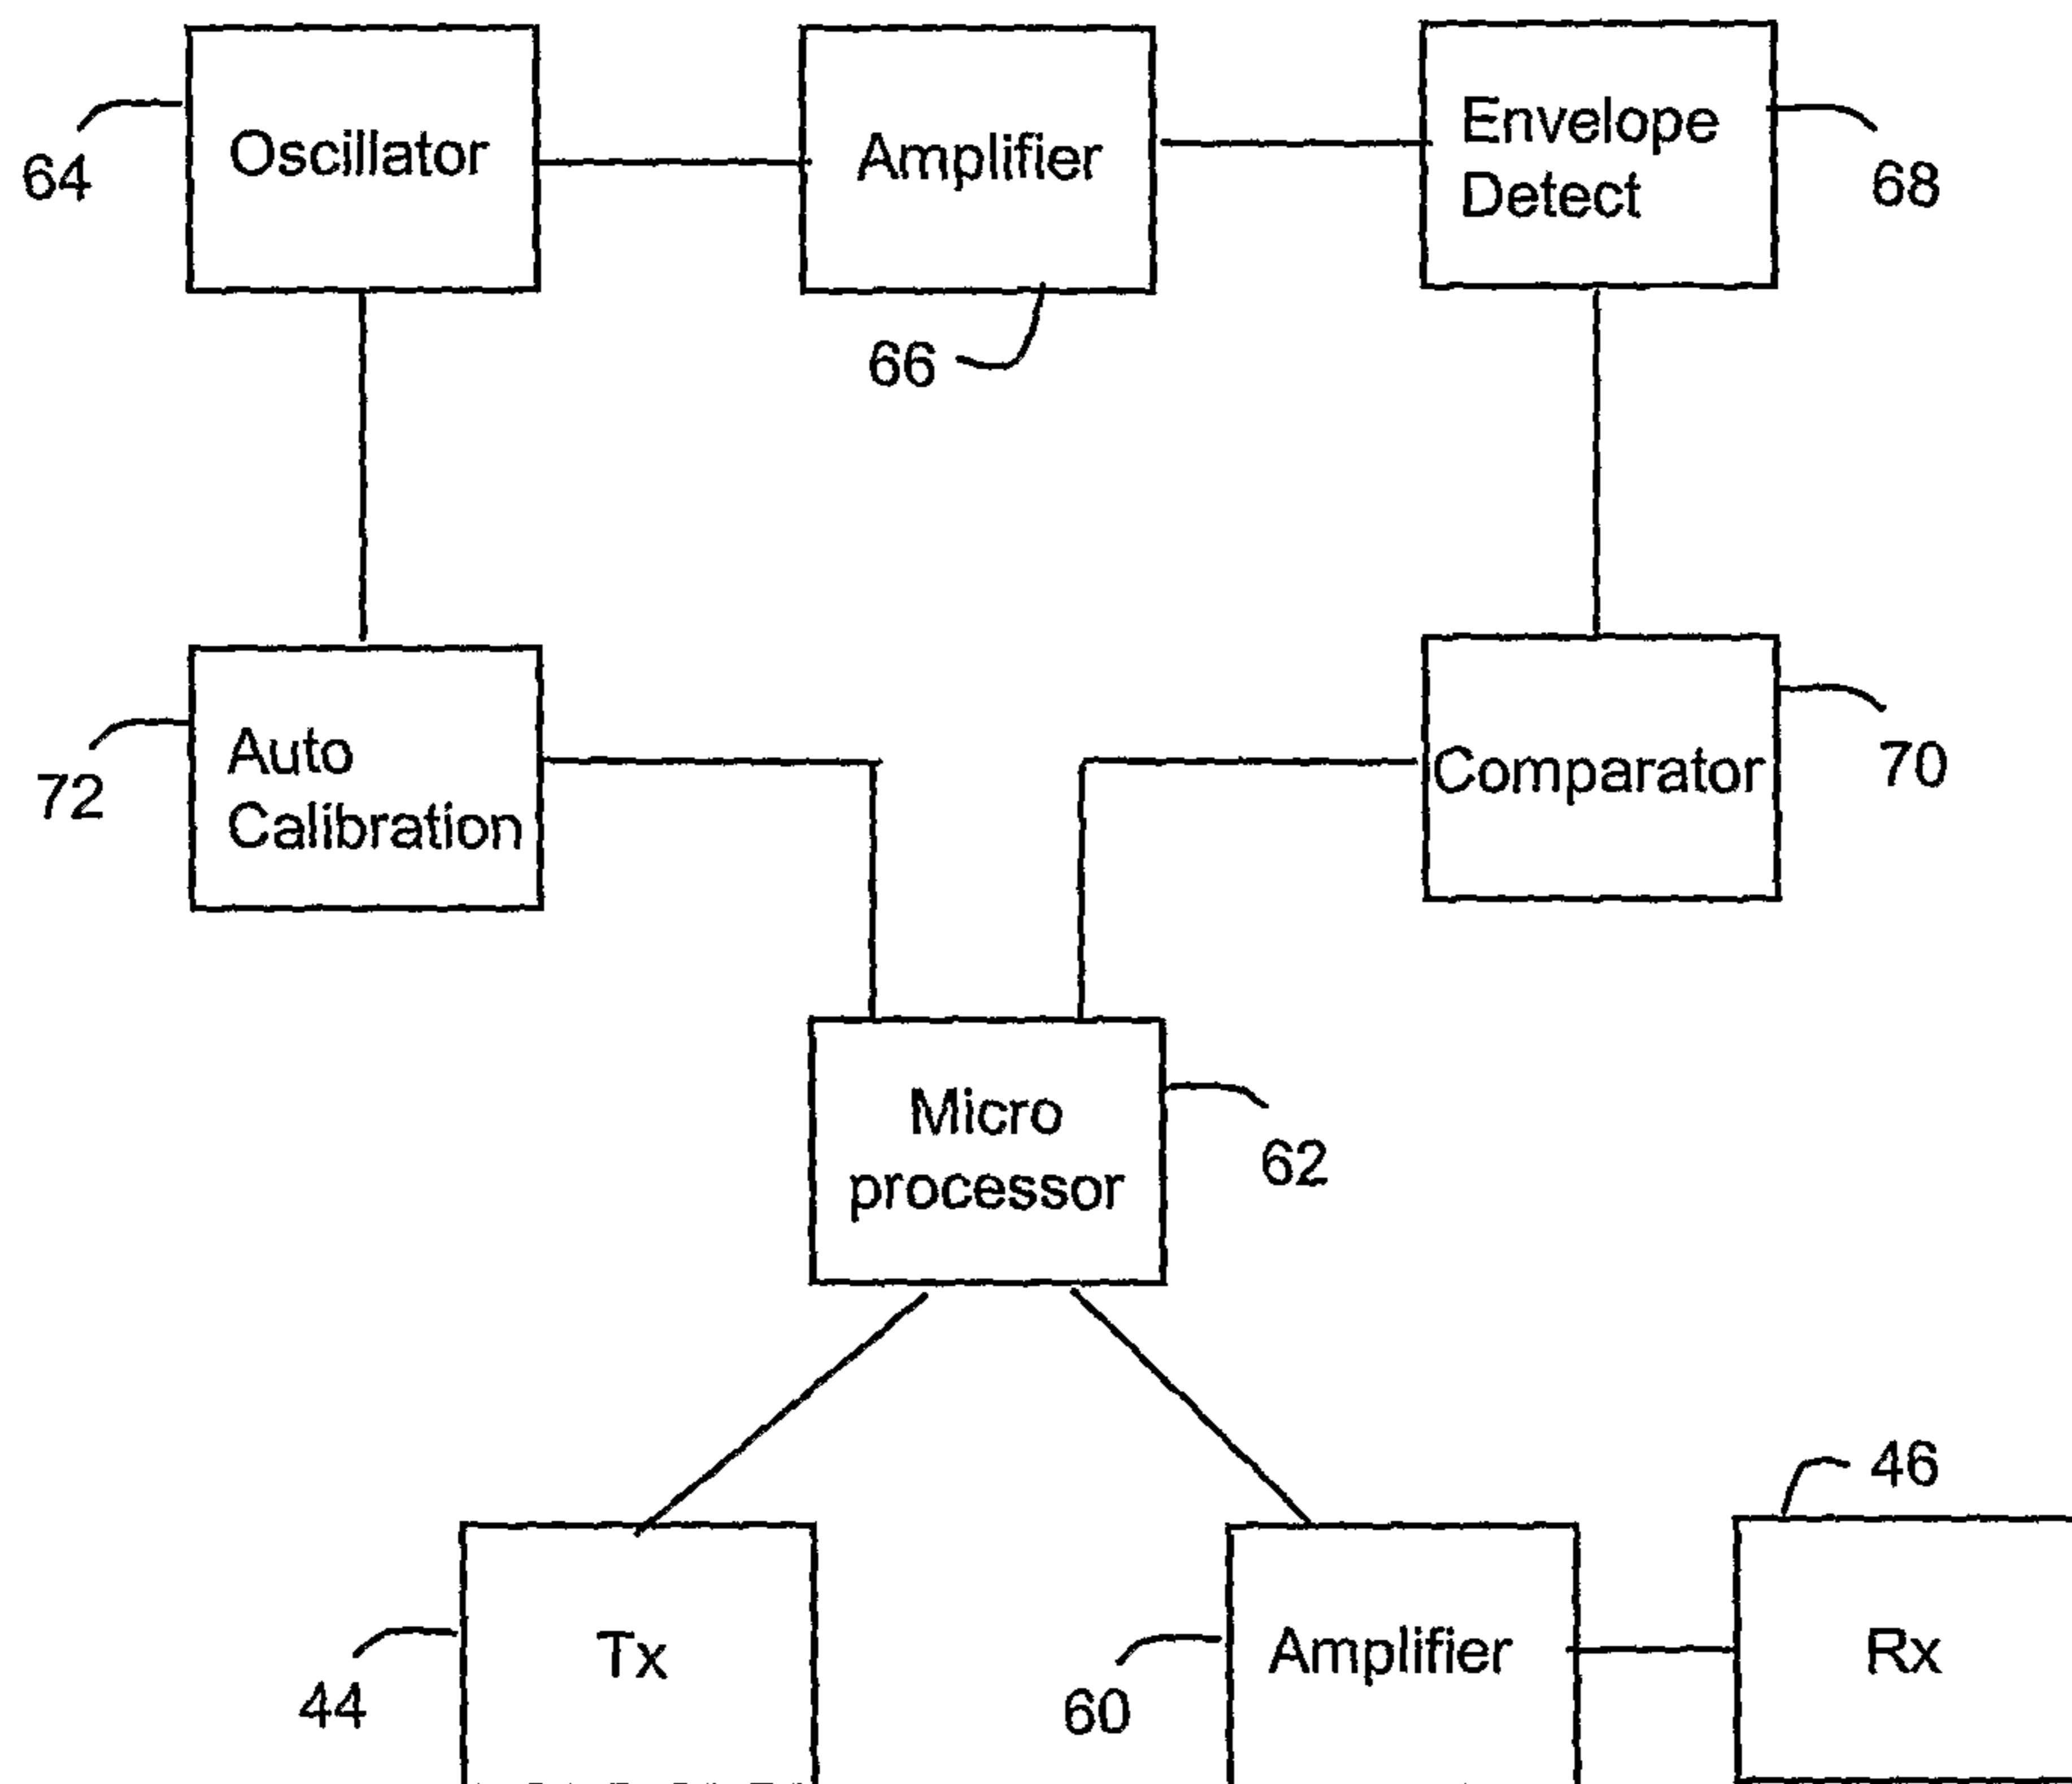 Oscillator
Amplifier
Envelope
Detect
64
68
66
Auto
Calibration
Comparator
72
70
Micro
processor
62
46
Tx
Amplifier
Rx
44
60